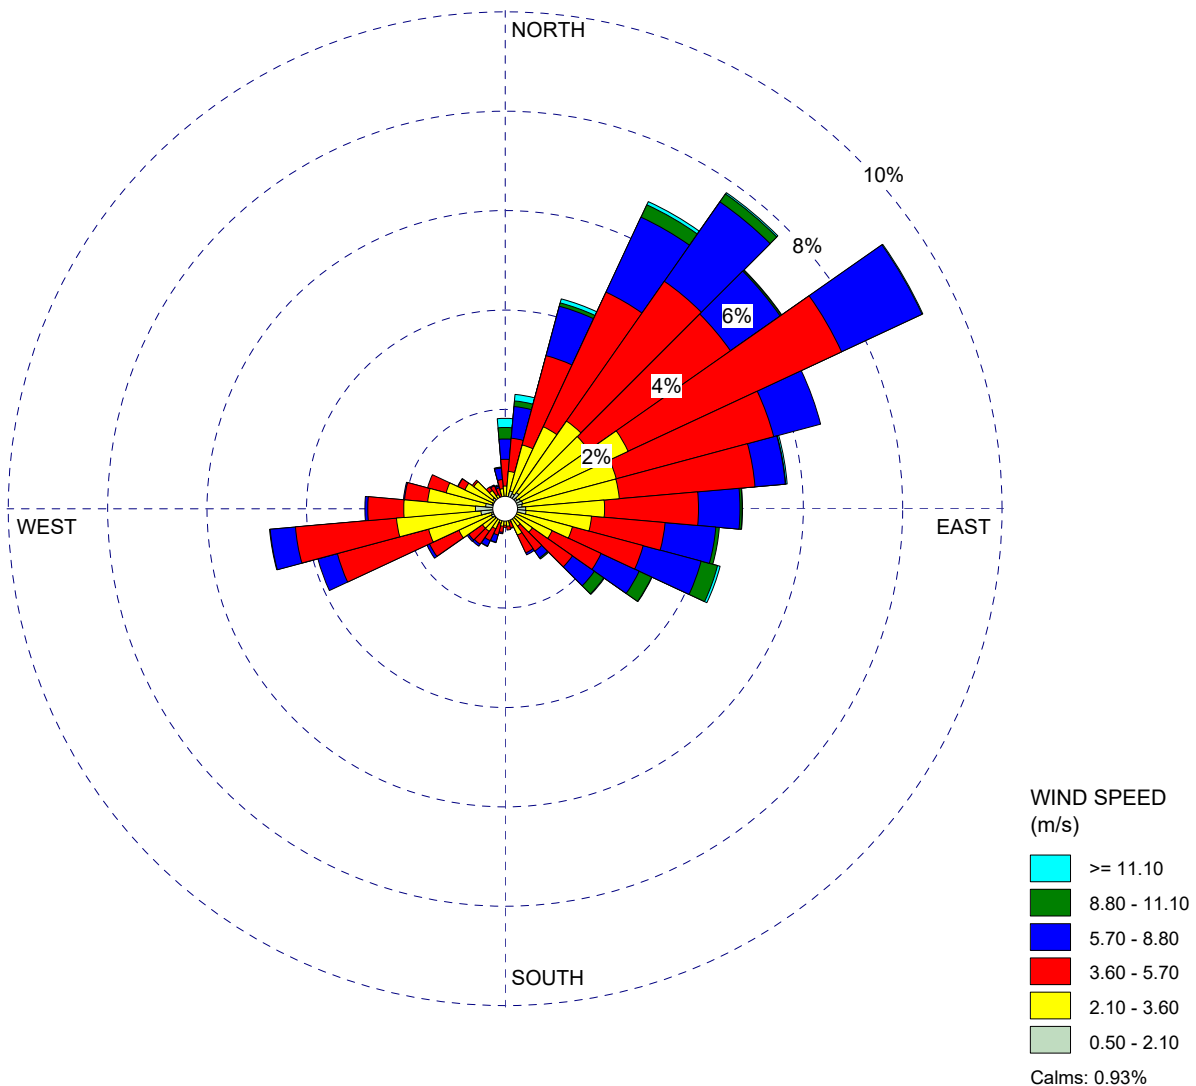 NORTH
10%
8%
6%
4%
2%
WEST
EAST
SOUTH
WIND SPEED
(m/s)
>= 11.10
8.80 - 11.10
5.70 - 8.80
3.60 - 5.70
2.10 - 3.60
0.50 - 2.10
Calms: 0.93%